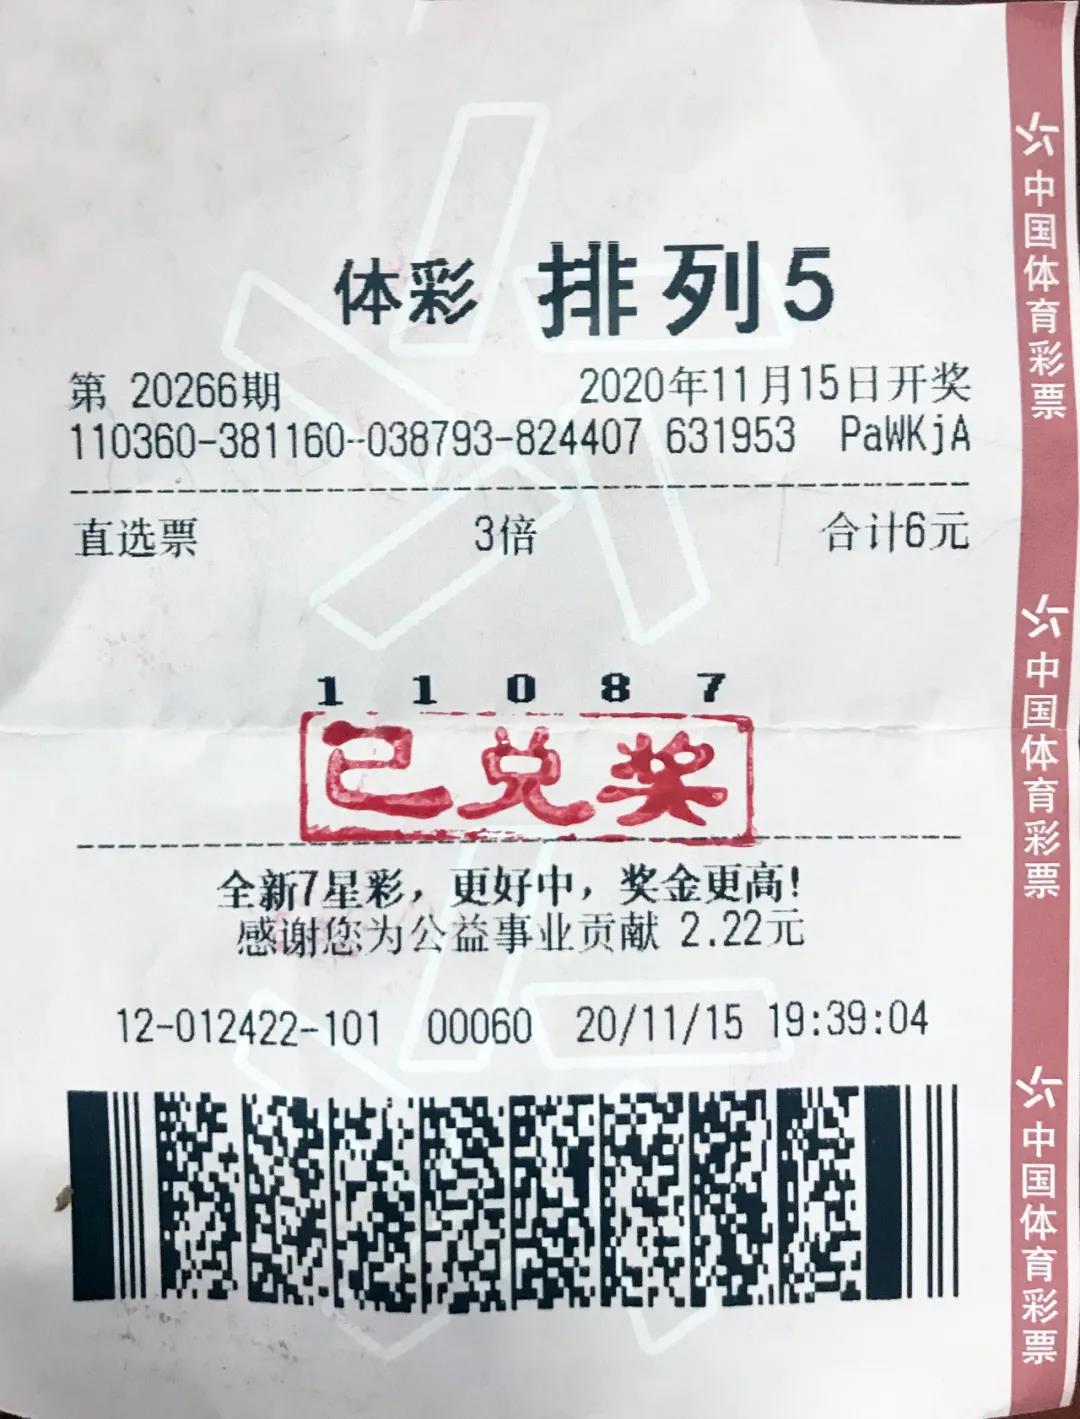 体彩 排列5
第 20266期 2020年11月15日开奖
110360-381160-038793-824407 631953 PaWKjA
直选票 3倍 合计6元
1 1 0 8 7
已兑奖
全新7星彩，更好中，奖金更高！
感谢您为公益事业贡献 2.22元
12-012422-101 00060 20/11/15 19:39:04
中国体育彩票
中国体育彩票
中国体育彩票